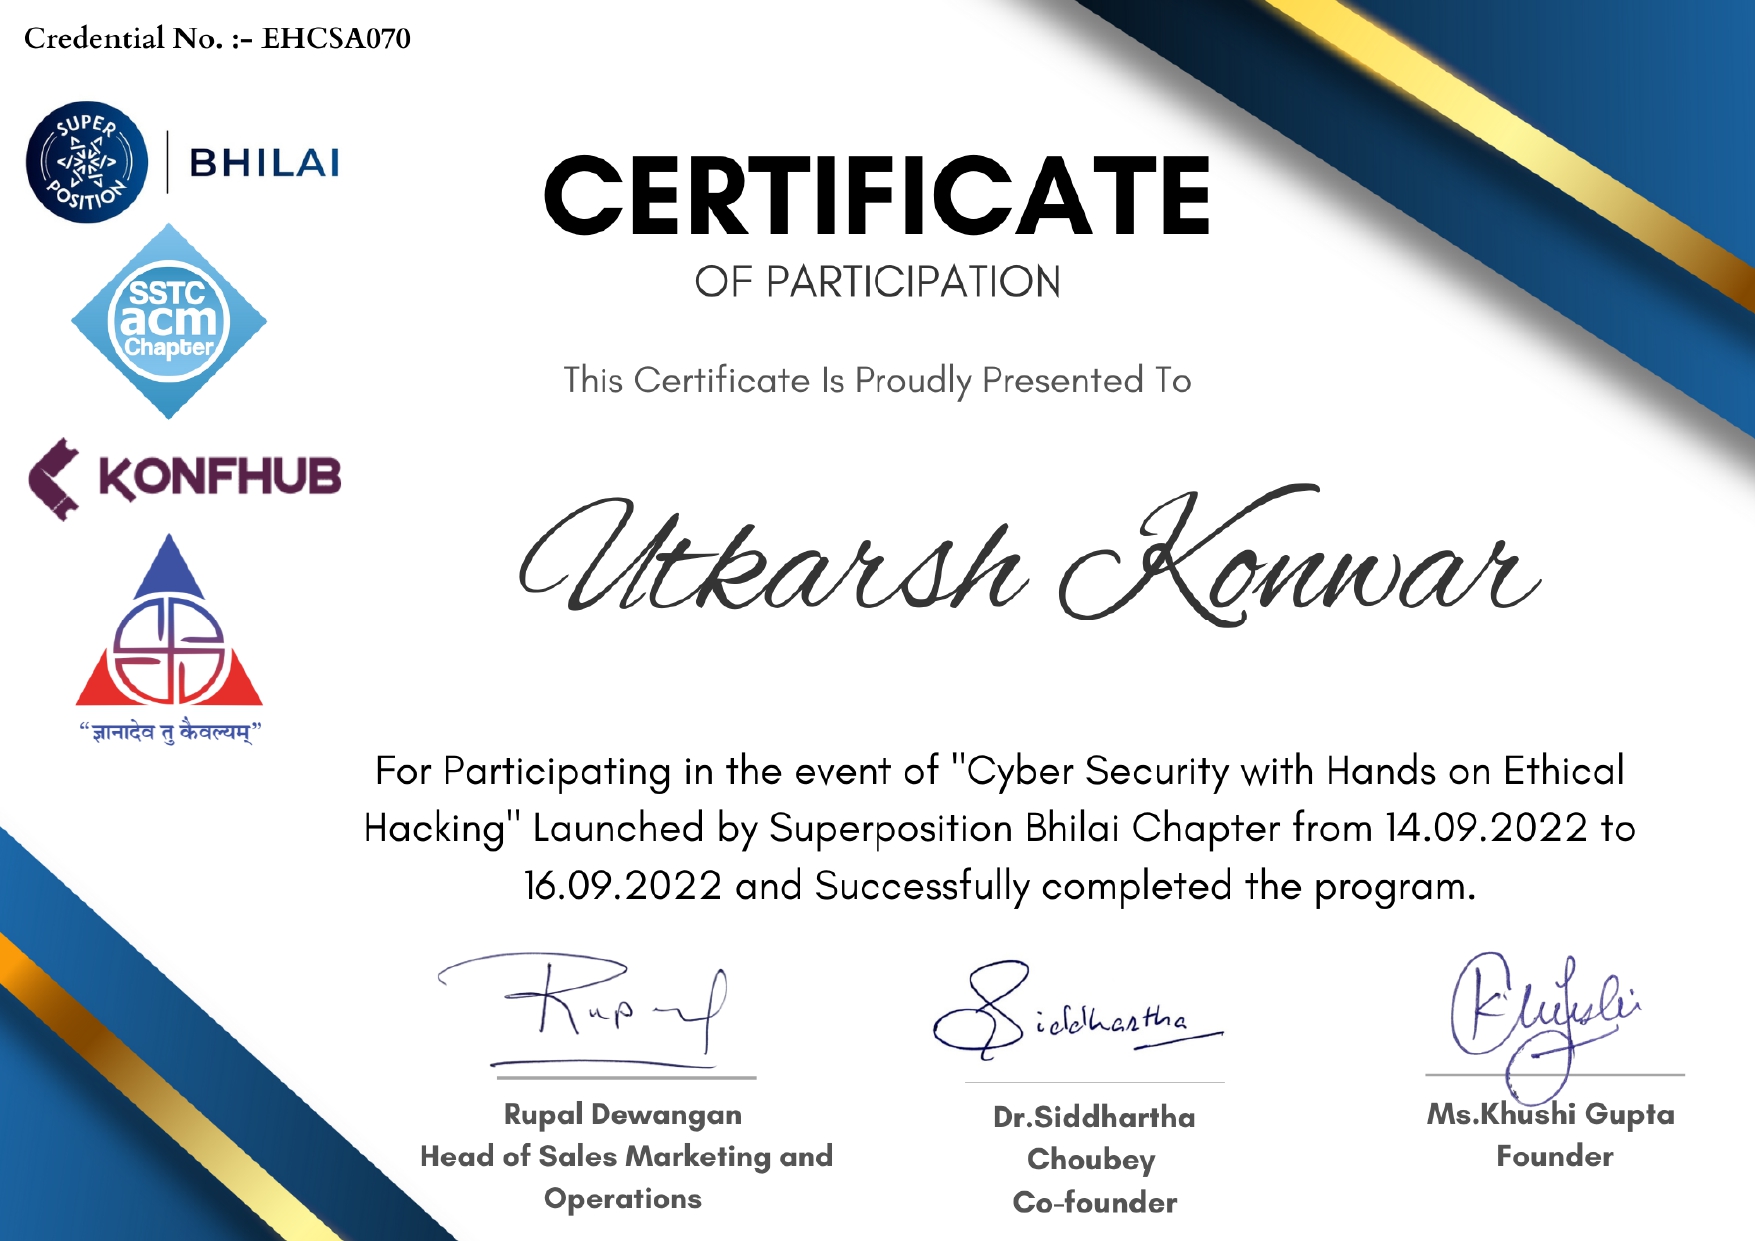 Credential No. :- EHCSA070
SUPER
POSITION
</>
BHILAI
SSTC
acm
Chapter
KONFHUB
“ज्ञानादेव तु कैवल्यम्”
CERTIFICATE
OF PARTICIPATION
This Certificate Is Proudly Presented To
Utkarsh Konwar
For Participating in the event of "Cyber Security with Hands on Ethical
Hacking" Launched by Superposition Bhilai Chapter from 14.09.2022 to
16.09.2022 and Successfully completed the program.
Rupal
Siddhartha
Khushi
Rupal Dewangan
Head of Sales Marketing and
Operations
Dr.Siddhartha
Choubey
Co-founder
Ms.Khushi Gupta
Founder